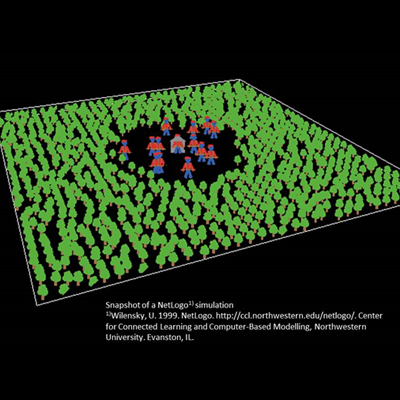 Snapshot of a NetLogo¹⁾ simulation
¹⁾Wilensky, U. 1999. NetLogo. http://ccl.northwestern.edu/netlogo/. Center
for Connected Learning and Computer-Based Modelling, Northwestern
University. Evanston, IL.